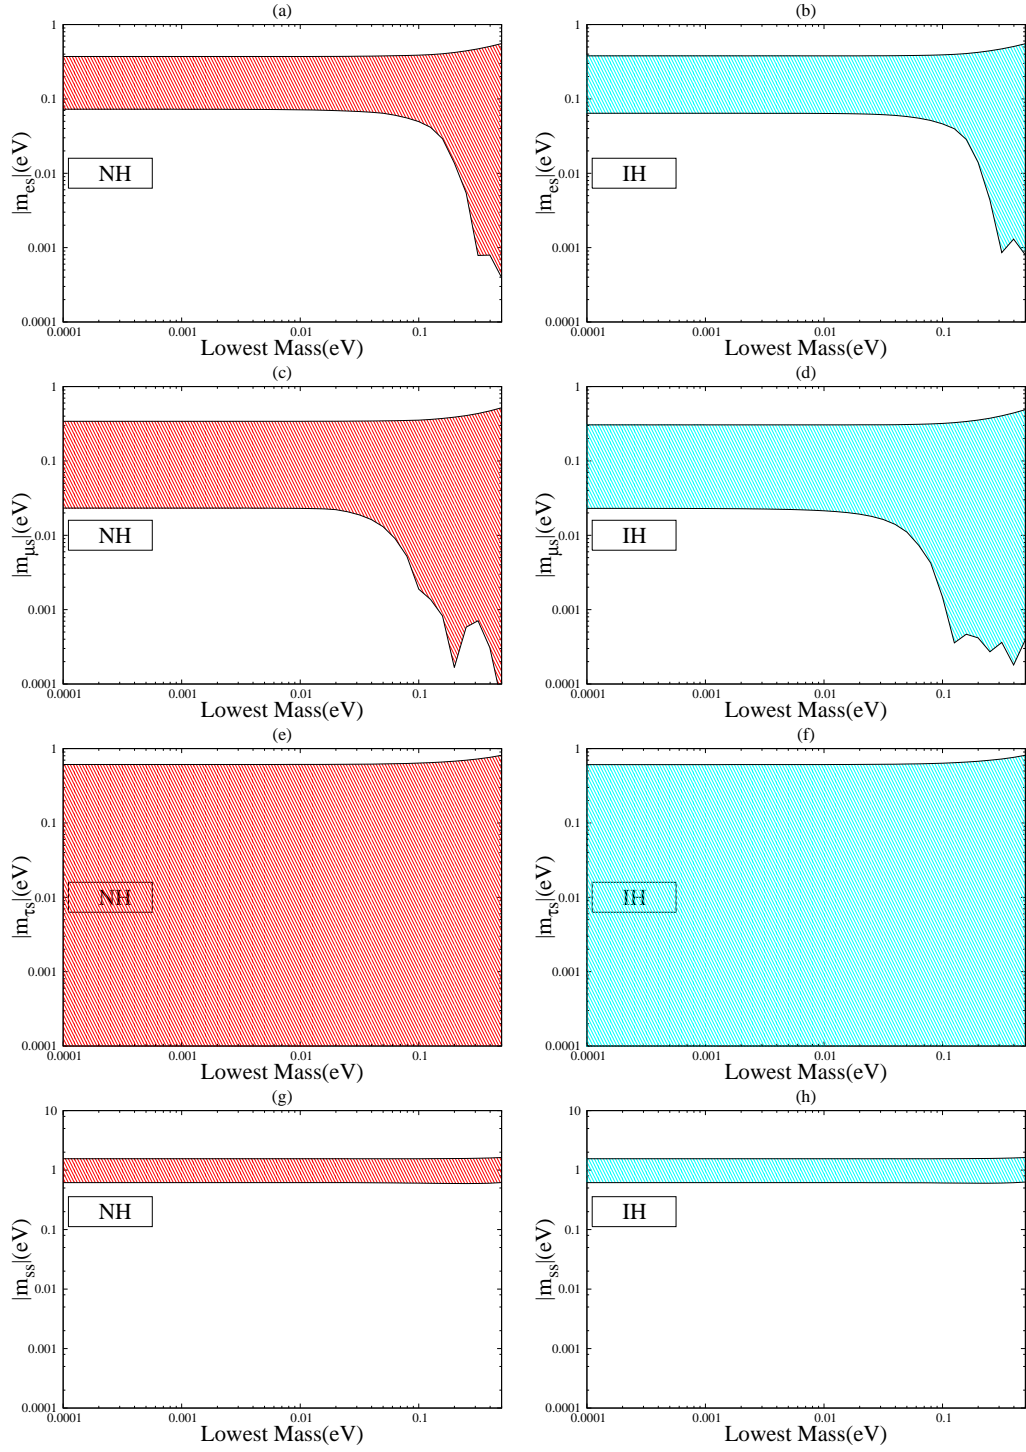 (a)
1
0.1
0.01
0.001
0.0001
|m_es|(eV)
NH
0.0001 0.001 0.01 0.1
Lowest Mass(eV)
(b)
1
0.1
0.01
0.001
0.0001
|m_es|(eV)
IH
0.0001 0.001 0.01 0.1
Lowest Mass(eV)
(c)
1
0.1
0.01
0.001
0.0001
|m_μs|(eV)
NH
0.0001 0.001 0.01 0.1
Lowest Mass(eV)
(d)
1
0.1
0.01
0.001
0.0001
|m_μs|(eV)
IH
0.0001 0.001 0.01 0.1
Lowest Mass(eV)
(e)
1
0.1
0.01
0.001
0.0001
|m_τs|(eV)
NH
0.0001 0.001 0.01 0.1
Lowest Mass(eV)
(f)
1
0.1
0.01
0.001
0.0001
|m_τs|(eV)
IH
0.0001 0.001 0.01 0.1
Lowest Mass(eV)
(g)
10
1
0.1
0.01
0.001
0.0001
|m_ss|(eV)
NH
0.0001 0.001 0.01 0.1
Lowest Mass(eV)
(h)
10
1
0.1
0.01
0.001
0.0001
|m_ss|(eV)
IH
0.0001 0.001 0.01 0.1
Lowest Mass(eV)